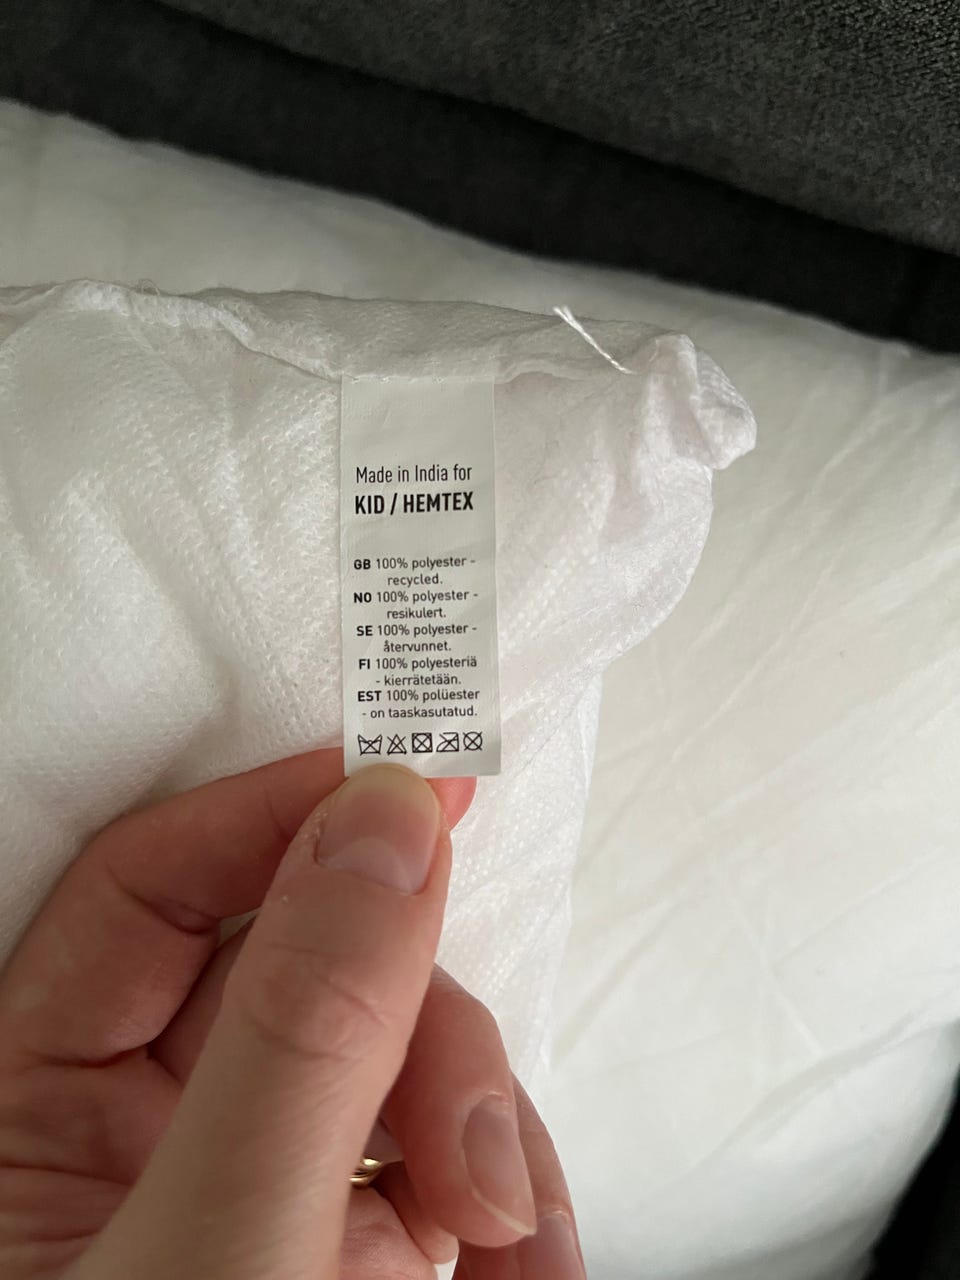 Made in India for
KID / HEMTEX
GB 100% polyester -
recycled.
NO 100% polyester -
resikulert.
SE 100% polyester -
återvunnet.
FI 100% polyesteriä
- kierrätetään.
EST 100% polüester
- on taaskasutatud.